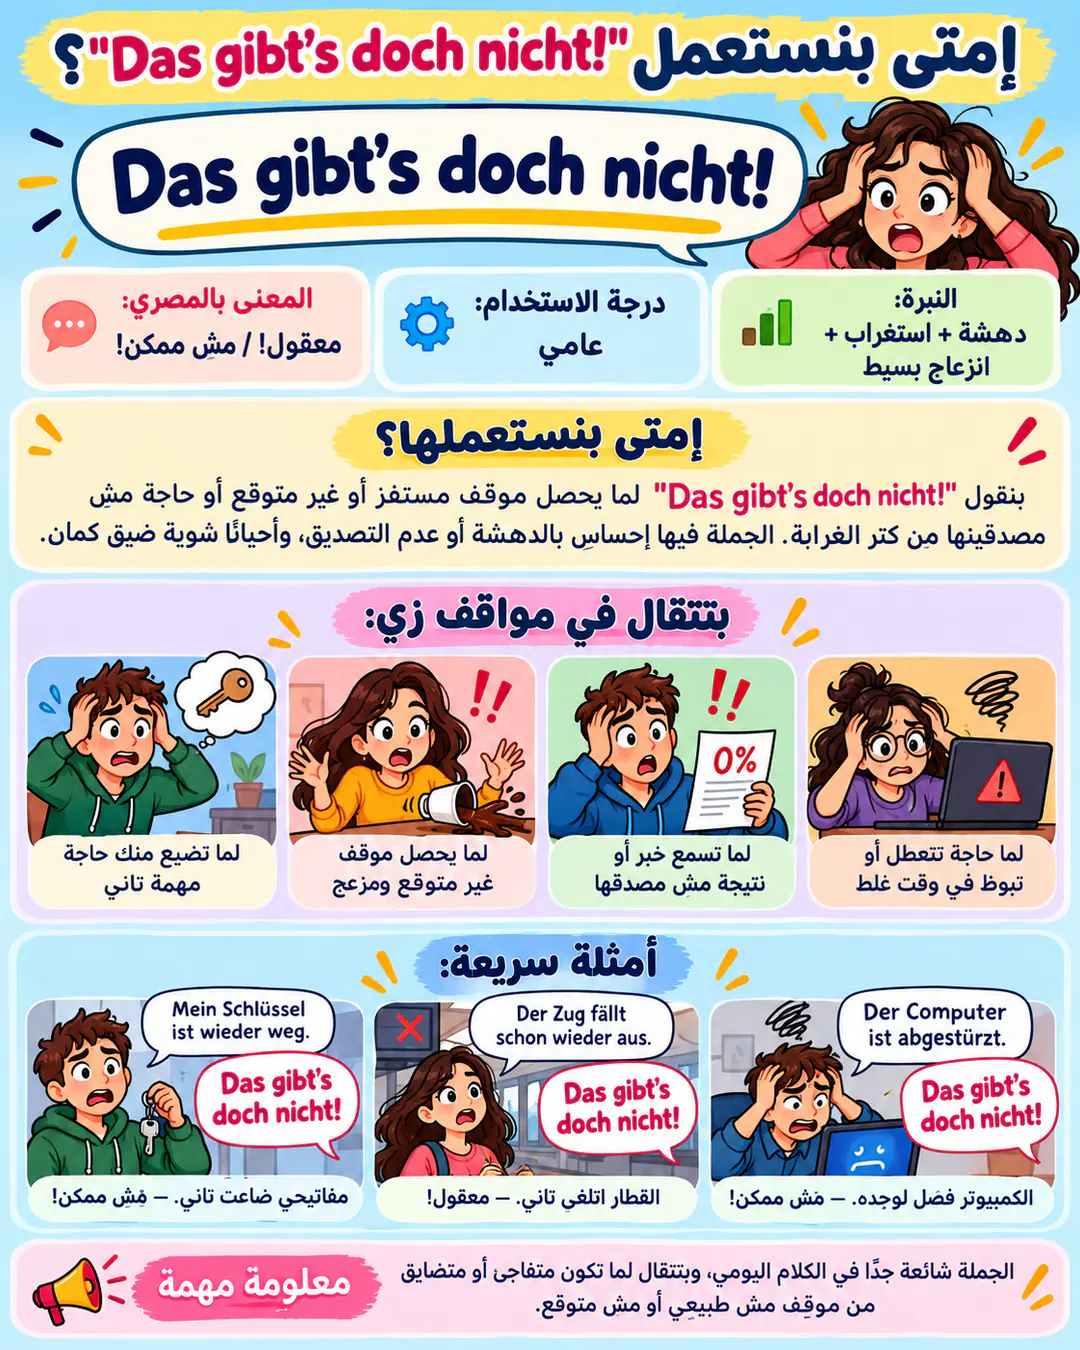 إمتى بنستعمل "Das gibt's doch nicht!"؟
Das gibt's doch nicht!
النبرة:
دهشة + استغراب +
انزعاج بسيط
درجة الاستخدام:
عامي
المعنى بالمصري:
معقول! / مش ممكن!
إمتى بنستعملها؟
بنقول "Das gibt's doch nicht!" لما يحصل موقف مستفز أو غير متوقع أو حاجة مش
مصدقينها من كتر الغرابة. الجملة فيها إحساس بالدهشة أو عدم التصديق، وأحيانًا شوية ضيق كمان.
بتتقال في مواقف زي:
0%
لما حاجة تتعطل أو
تبوظ في وقت غلط
لما تسمع خبر أو
نتيجة مش مصدقها
لما يحصل موقف
غير متوقع ومزعج
لما تضيع منك حاجة
مهمة تاني
أمثلة سريعة:
Mein Schlüssel
ist wieder weg.
Das gibt's
doch nicht!
مفاتيحي ضاعت تاني. – مش ممكن!
Der Zug fällt
schon wieder aus.
Das gibt's
doch nicht!
القطار اتلغي تاني. – معقول!
Der Computer
ist abgestürzt.
Das gibt's
doch nicht!
الكمبيوتر فصل لوجده. – مش ممكن!
معلومة مهمة
الجملة شائعة جدًا في الكلام اليومي، وبتتقال لما تكون متفاجئ أو متضايق
من موقف مش طبيعي أو مش متوقع.